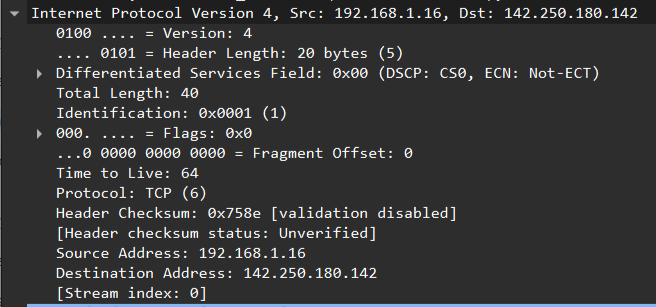 Internet Protocol Version 4, Src: 192.168.1.16, Dst: 142.250.180.142
0100 .... = Version: 4
.... 0101 = Header Length: 20 bytes (5)
Differentiated Services Field: 0x00 (DSCP: CS0, ECN: Not-ECT)
Total Length: 40
Identification: 0x0001 (1)
000. .... = Flags: 0x0
...0 0000 0000 0000 = Fragment Offset: 0
Time to Live: 64
Protocol: TCP (6)
Header Checksum: 0x758e [validation disabled]
[Header checksum status: Unverified]
Source Address: 192.168.1.16
Destination Address: 142.250.180.142
[Stream index: 0]